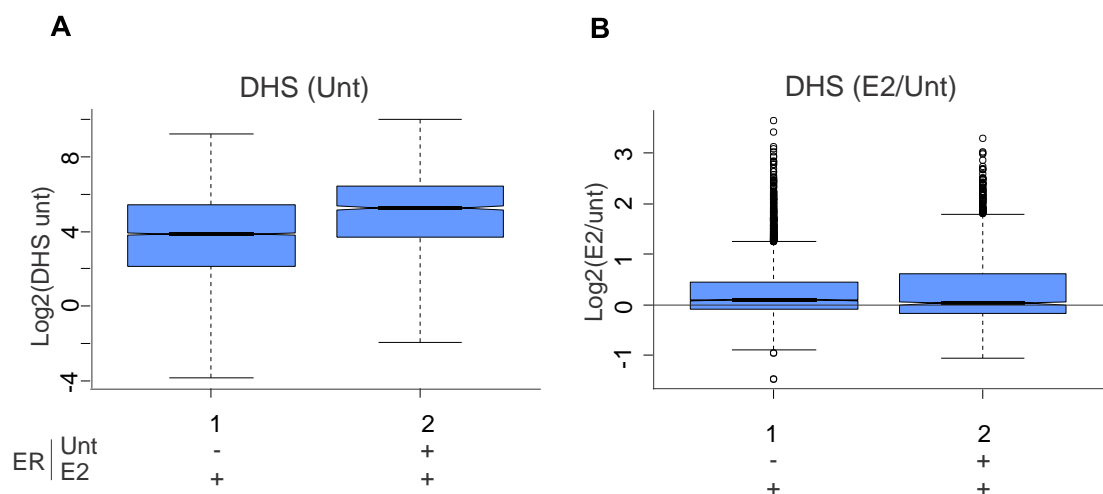 A
B
DHS (Unt)
DHS (E2/Unt)
Log2(DHS unt)
8
4
0
-4
1
2
ER
Unt - +
E2 + +
Log2(E2/unt)
3
2
1
0
-1
1
2
- +
+ +